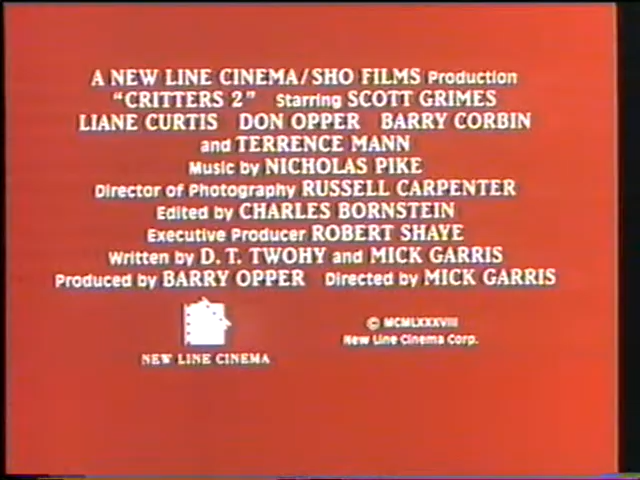 A NEW LINE CINEMA/SHO FILMS Production
"CRITTERS 2" Starring SCOTT GRIMES
LIANE CURTIS DON OPPER BARRY CORBIN
and TERRENCE MANN
Music by NICHOLAS PIKE
Director of Photography RUSSELL CARPENTER
Edited by CHARLES BORNSTEIN
Executive Producer ROBERT SHAYE
Written by D. T. TWOHY and MICK GARRIS
Produced by BARRY OPPER Directed by MICK GARRIS
NEW LINE CINEMA
© MCMLXXXVIII
New Line Cinema Corp.